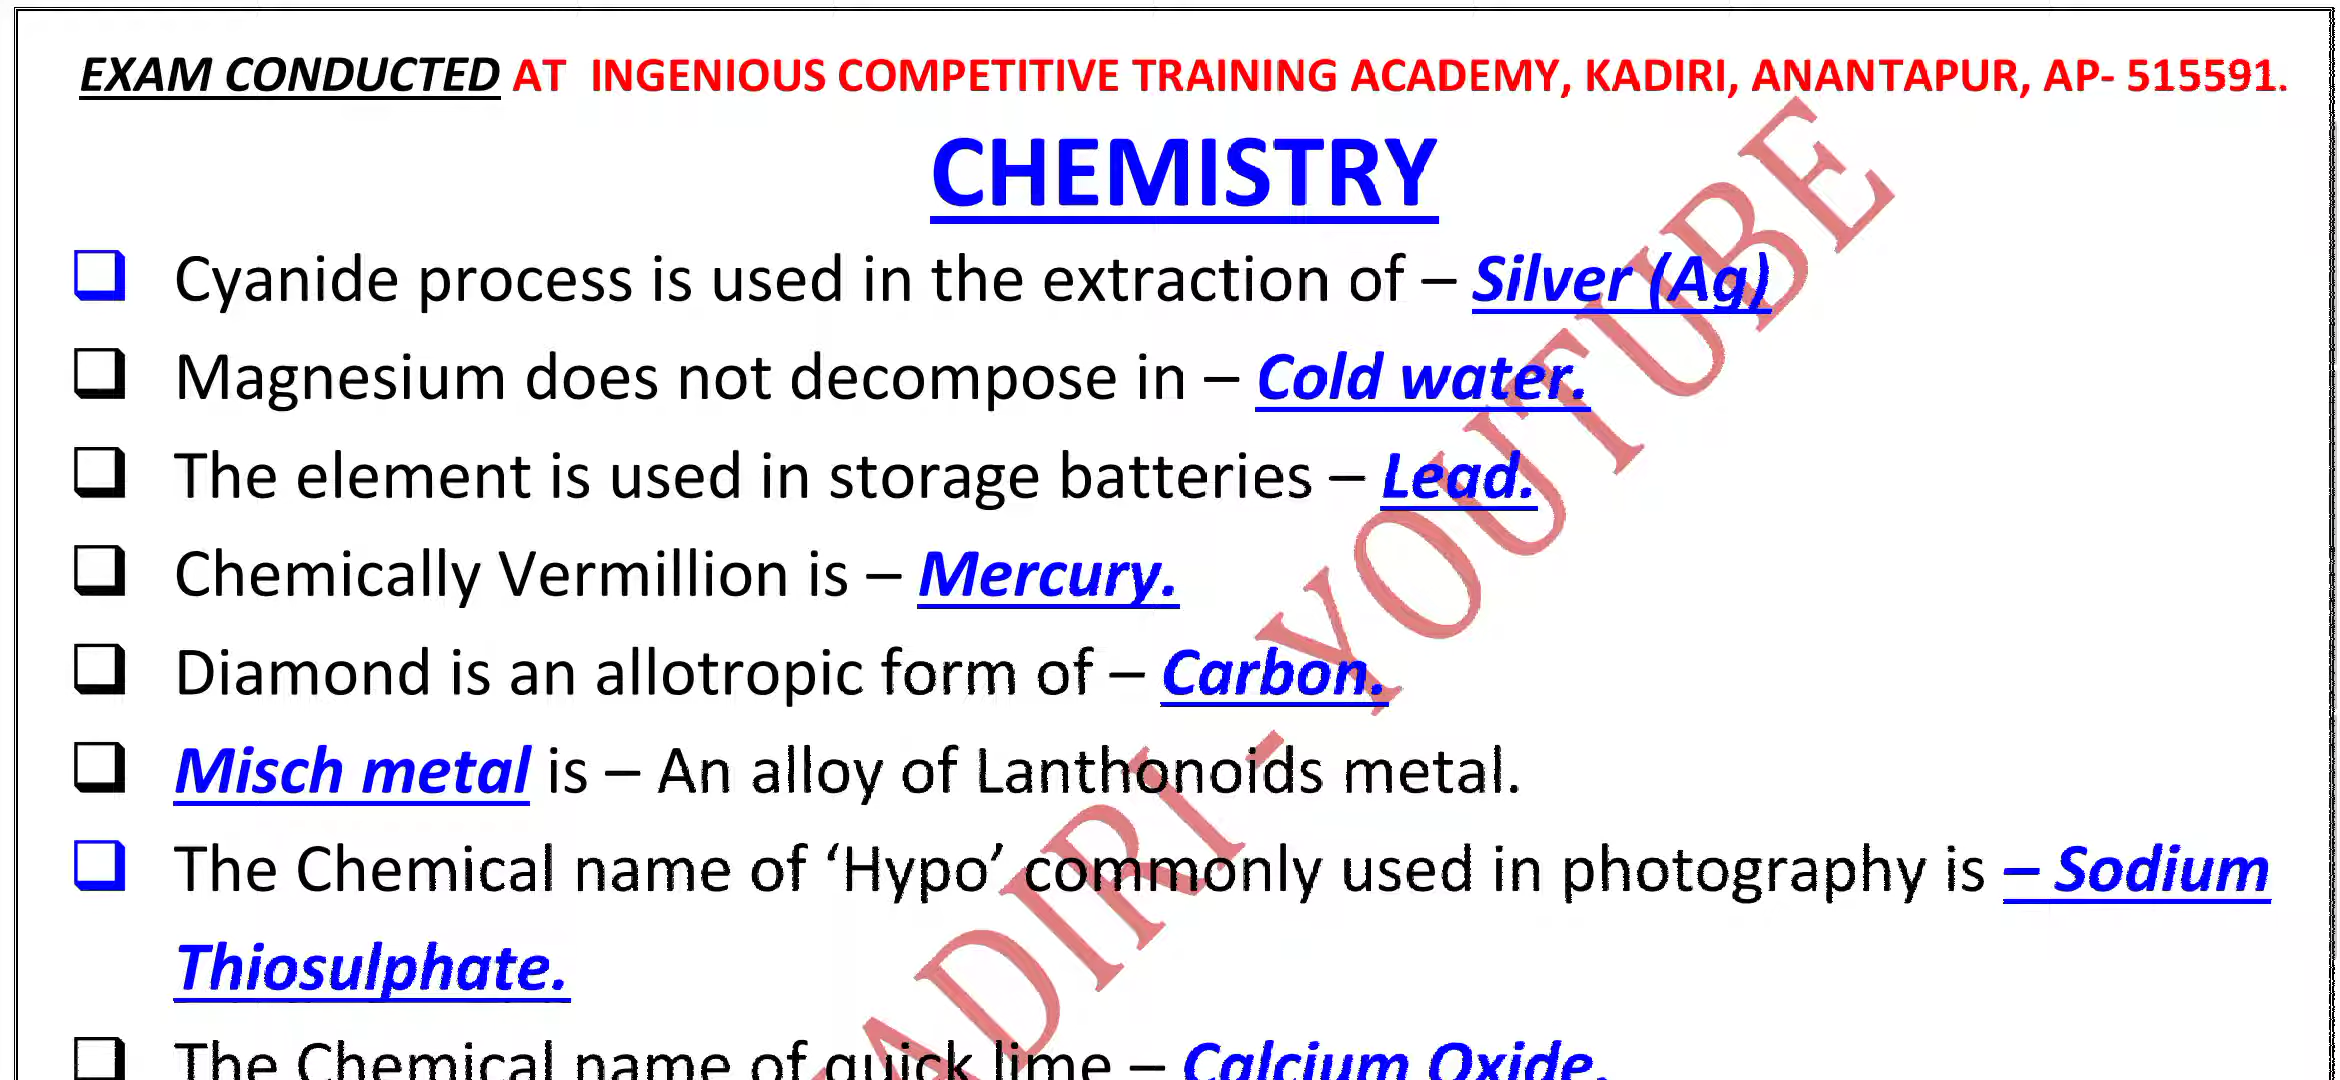 EXAM CONDUCTED AT INGENIOUS COMPETITIVE TRAINING ACADEMY, KADIRI, ANANTAPUR, AP- 515591.
CHEMISTRY
❑ Cyanide process is used in the extraction of – Silver (Ag)
❑ Magnesium does not decompose in – Cold water.
❑ The element is used in storage batteries – Lead.
❑ Chemically Vermillion is – Mercury.
❑ Diamond is an allotropic form of – Carbon.
❑ Misch metal is – An alloy of Lanthonoids metal.
❑ The Chemical name of ‘Hypo’ commonly used in photography is – Sodium
Thiosulphate.
❑ The Chemical name of quick lime – Calcium Oxide.
ADIRI - YOUTUBE